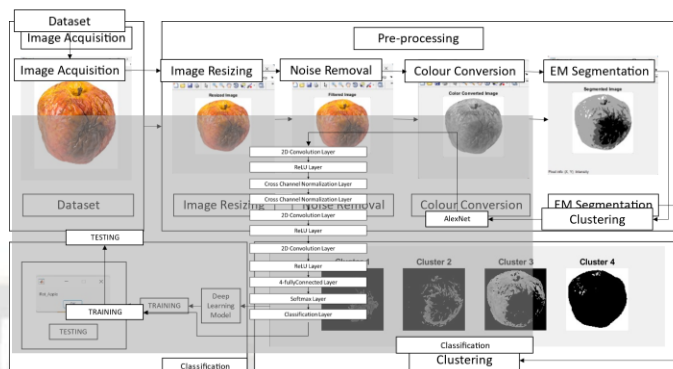 Dataset
Image Acquisition
Pre-processing
Image Acquisition
Image Resizing
Noise Removal
Colour Conversion
EM Segmentation
Resized Image
Filtered Image
Color Converted Image
Segmented Image
2D Convolution Layer
ReLU Layer
Cross Channel Normalization Layer
Cross Channel Normalization Layer
2D Convolution Layer
ReLU Layer
2D Convolution Layer
ReLU Layer
4-fullyConnected Layer
Softmax Layer
Classification Layer
Dataset
Image Resizing
Noise Removal
Colour Conversion
EM Segmentation
AlexNet
Clustering
TESTING
Cluster 2
Cluster 3
Cluster 4
Deep
Learning
Model
TRAINING
TRAINING
TESTING
Classification
Clustering
Classification